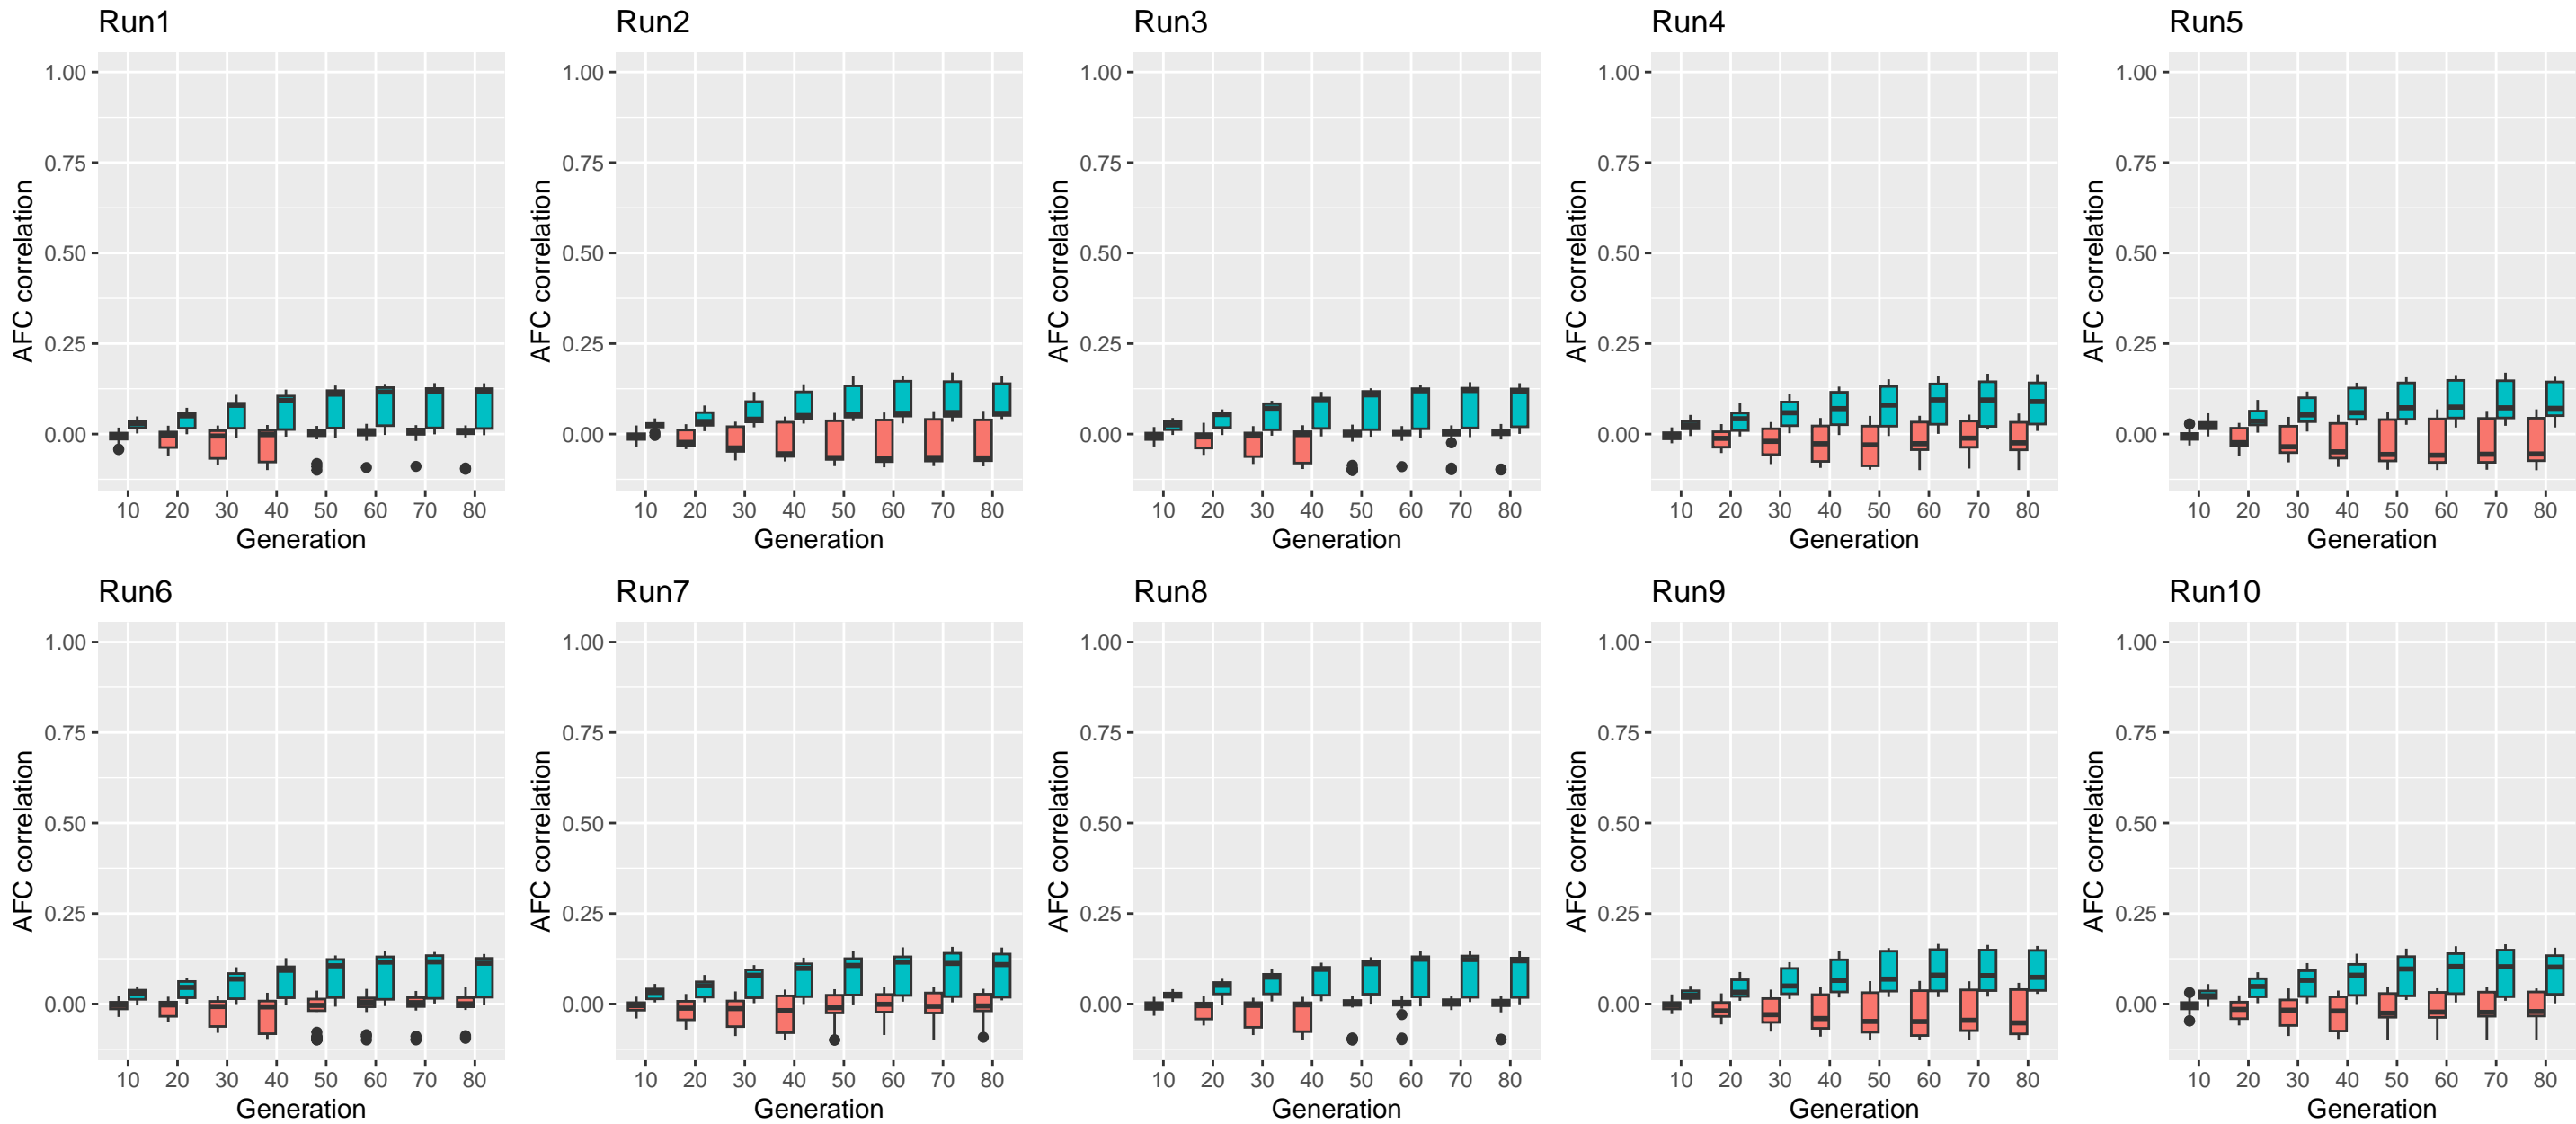 Run1 Run2 Run3 Run4 Run5
1.00 1.00 1.00 1.00 1.00
0.75 0.75 0.75 0.75 0.75
0.50 0.50 0.50 0.50 0.50
0.25 0.25 0.25 0.25 0.25
0.00 0.00 0.00 0.00 0.00
AFC correlation AFC correlation AFC correlation AFC correlation AFC correlation
10 20 30 40 50 60 70 80 10 20 30 40 50 60 70 80 10 20 30 40 50 60 70 80 10 20 30 40 50 60 70 80 10 20 30 40 50 60 70 80
Generation Generation Generation Generation Generation
Run6 Run7 Run8 Run9 Run10
1.00 1.00 1.00 1.00 1.00
0.75 0.75 0.75 0.75 0.75
0.50 0.50 0.50 0.50 0.50
0.25 0.25 0.25 0.25 0.25
0.00 0.00 0.00 0.00 0.00
AFC correlation AFC correlation AFC correlation AFC correlation AFC correlation
10 20 30 40 50 60 70 80 10 20 30 40 50 60 70 80 10 20 30 40 50 60 70 80 10 20 30 40 50 60 70 80 10 20 30 40 50 60 70 80
Generation Generation Generation Generation Generation